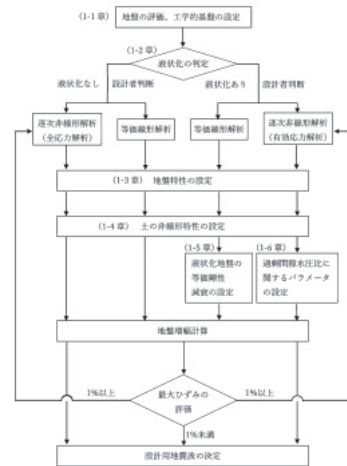 (1-1 章)
地盤の評価、工学的基盤の設定
(1-2 章)
液状化の判定
液状化なし
設計者判断
液状化あり
設計者判断
逐次非線形解析
(全応力解析)
等価線形解析
等価線形解析
逐次非線形解析
(有効応力解析)
(1-3 章) 地盤特性の設定
(1-4 章) 土の非線形特性の設定
(1-5 章)
(1-6 章)
液状化地盤の
等価剛性
減衰の設定
過剰間隙水圧比に
関するパラメータ
の設定
地盤増幅計算
1%以上
最大ひずみの
評価
1%以上
1%未満
設計用地震波の決定